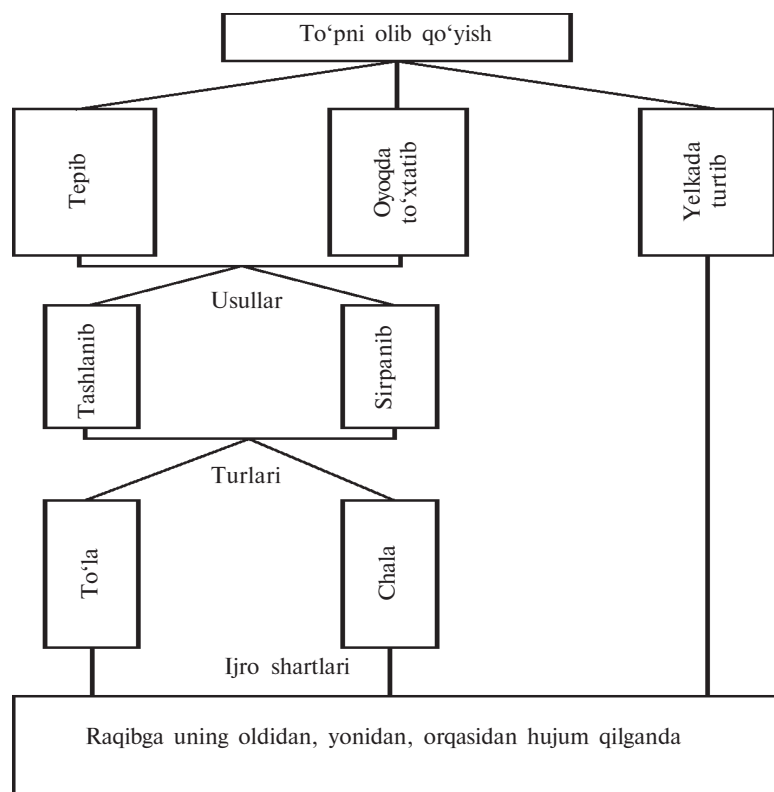 To‘pni olib qo‘yish
Tepib
Oyoqda
to‘xtatib
Yelkada
turtib
Usullar
Tashlanib
Sirpanib
Turlari
To‘la
Chala
Ijro shartlari
Raqibga uning oldidan, yonidan, orqasidan hujum qilganda